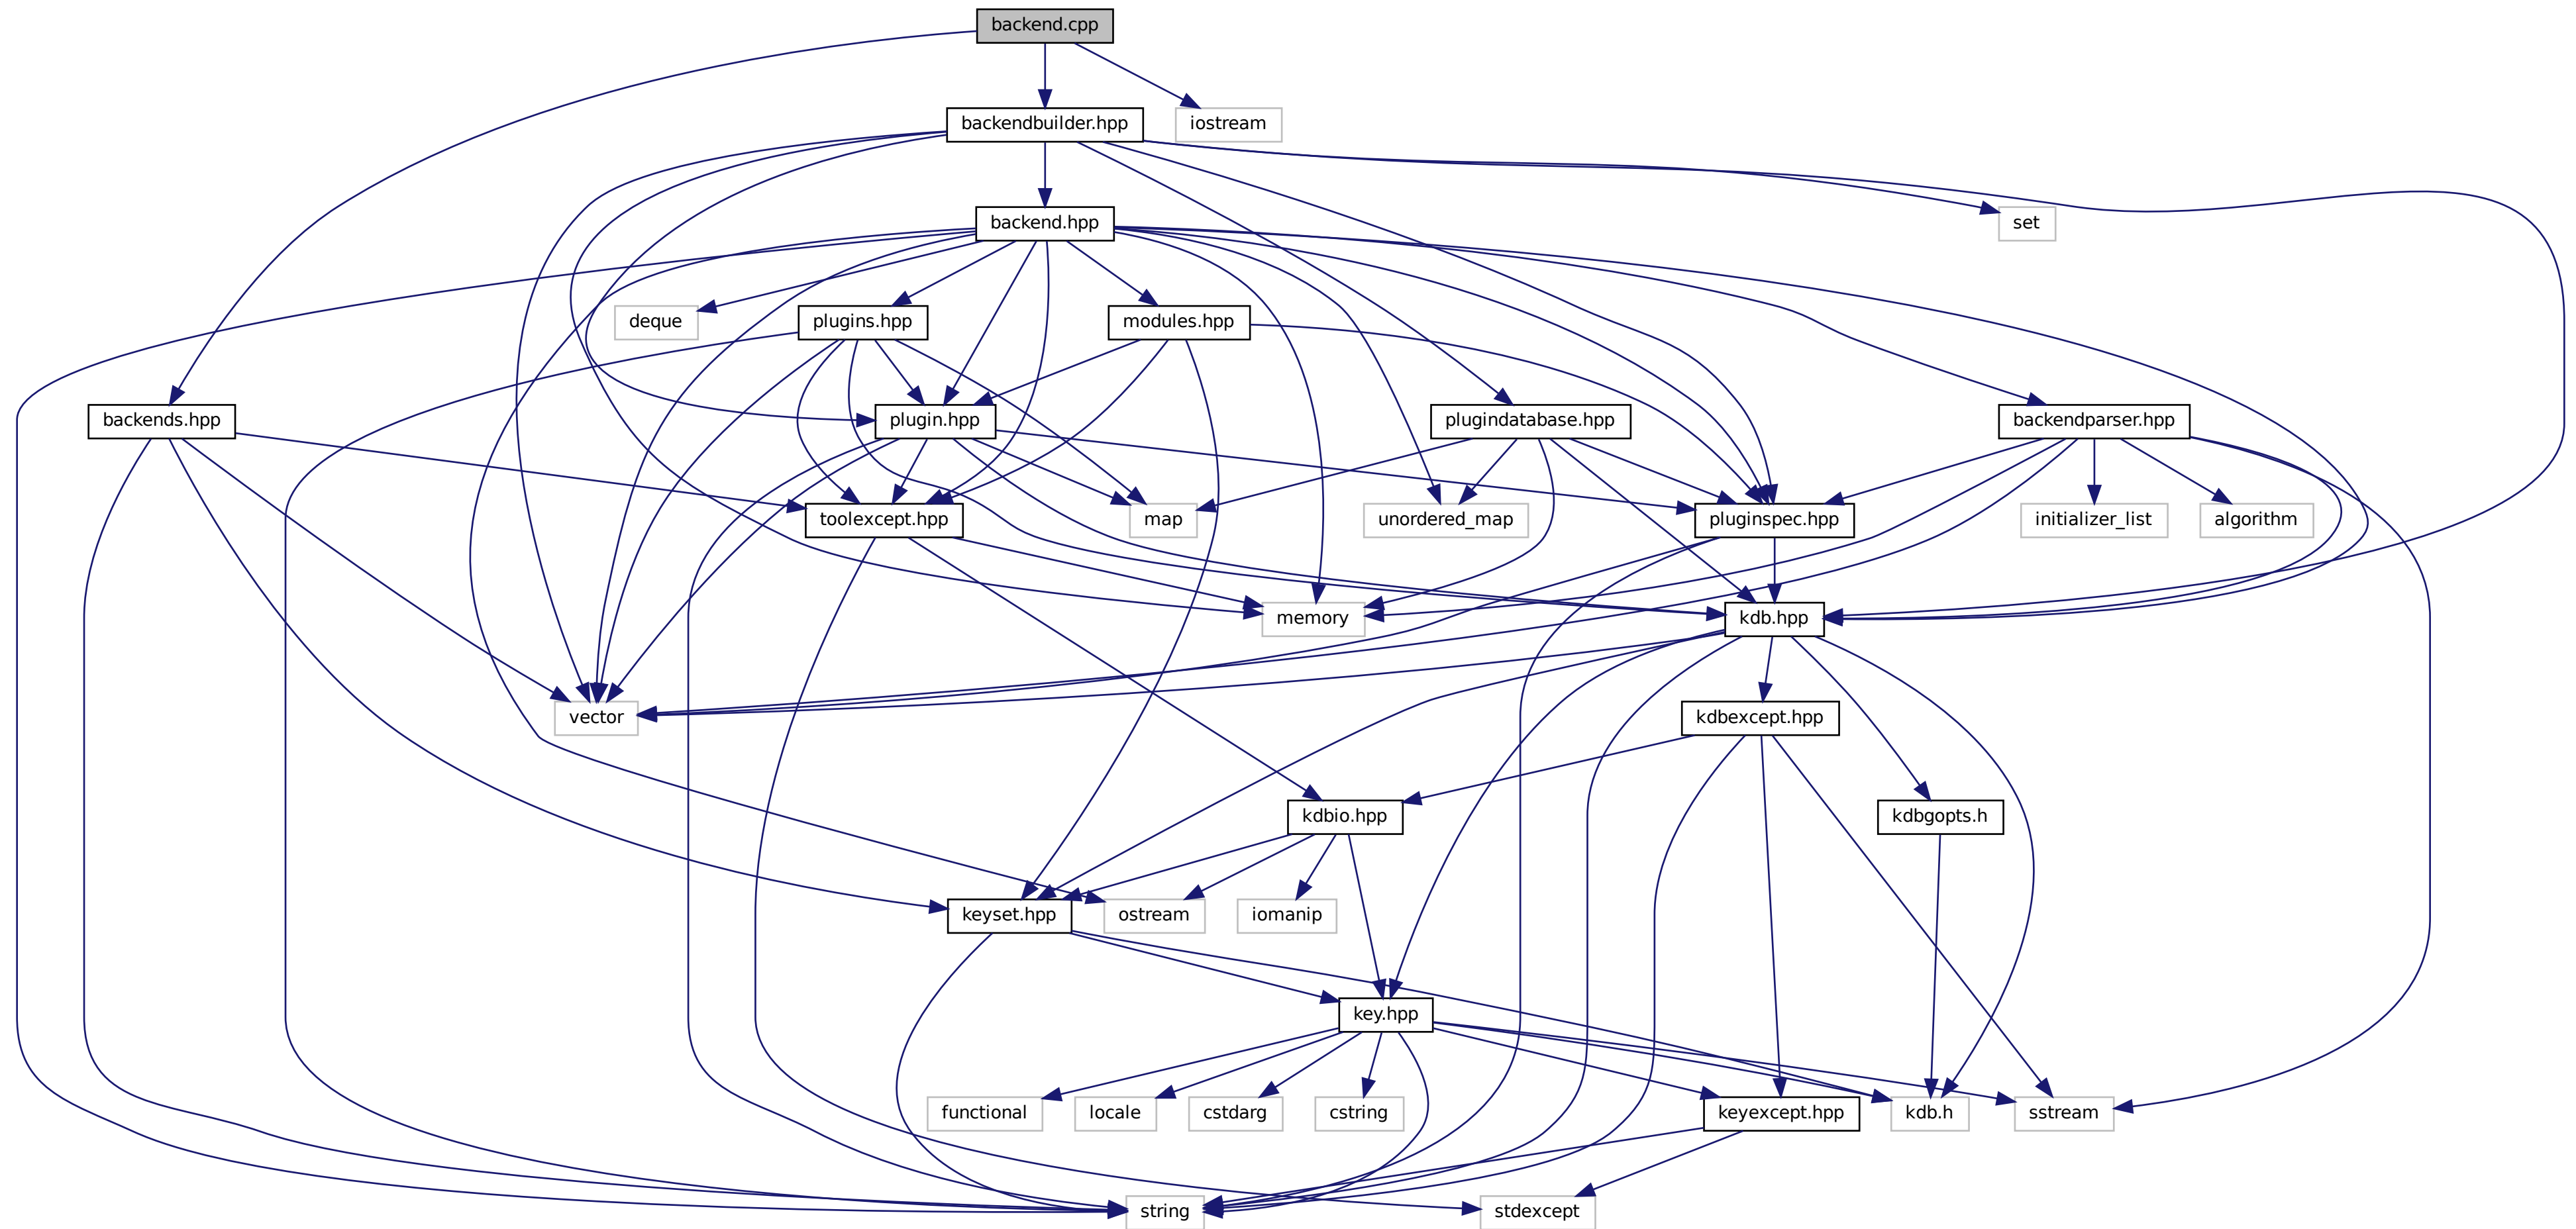 backend.cpp
backendbuilder.hpp
iostream
backend.hpp
set
deque
plugins.hpp
modules.hpp
backends.hpp
plugin.hpp
plugindatabase.hpp
backendparser.hpp
toolexcept.hpp
map
unordered_map
pluginspec.hpp
initializer_list
algorithm
memory
kdb.hpp
vector
kdbexcept.hpp
kdbio.hpp
kdbgopts.h
keyset.hpp
ostream
iomanip
key.hpp
functional
locale
cstdarg
cstring
keyexcept.hpp
kdb.h
sstream
string
stdexcept